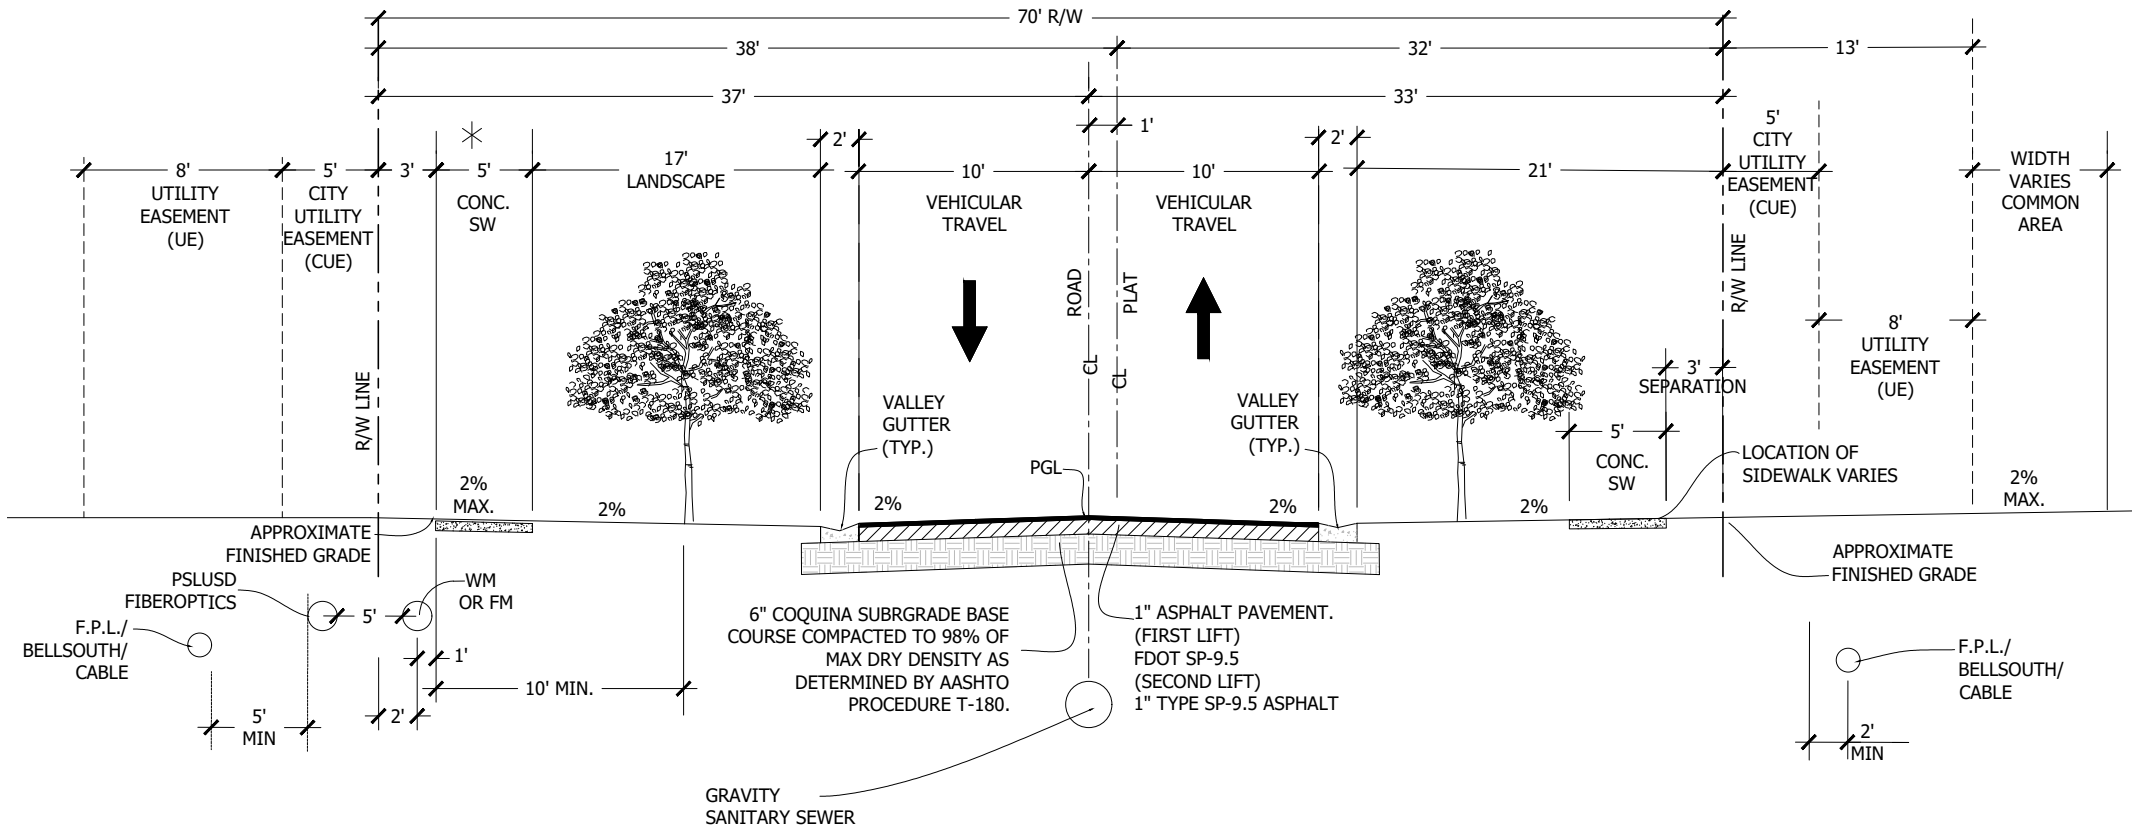 70' R/W
38'
32'
13'
37'
33'
1'
2'
2'
8'
UTILITY
EASEMENT
(UE)
5'
CITY
UTILITY
EASEMENT
(CUE)
3'
5'
CONC.
SW
17'
LANDSCAPE
10'
VEHICULAR
TRAVEL
10'
VEHICULAR
TRAVEL
21'
5'
CITY
UTILITY
EASEMENT
(CUE)
WIDTH
VARIES
COMMON
AREA
R/W LINE
ROAD
CL
PLAT
CL
R/W LINE
8'
UTILITY
EASEMENT
(UE)
3'
SEPARATION
VALLEY
GUTTER
(TYP.)
VALLEY
GUTTER
(TYP.)
5'
CONC.
SW
LOCATION OF
SIDEWALK VARIES
PGL
2%
MAX.
2%
2%
2%
2%
2%
MAX.
APPROXIMATE
FINISHED GRADE
APPROXIMATE
FINISHED GRADE
PSLUSD
FIBEROPTICS
5'
WM
OR FM
F.P.L./
BELLSOUTH/
CABLE
1'
10' MIN.
5'
MIN
2'
6" COQUINA SUBRGRADE BASE
COURSE COMPACTED TO 98% OF
MAX DRY DENSITY AS
DETERMINED BY AASHTO
PROCEDURE T-180.
1" ASPHALT PAVEMENT.
(FIRST LIFT)
FDOT SP-9.5
(SECOND LIFT)
1" TYPE SP-9.5 ASPHALT
F.P.L./
BELLSOUTH/
CABLE
2'
MIN
GRAVITY
SANITARY SEWER